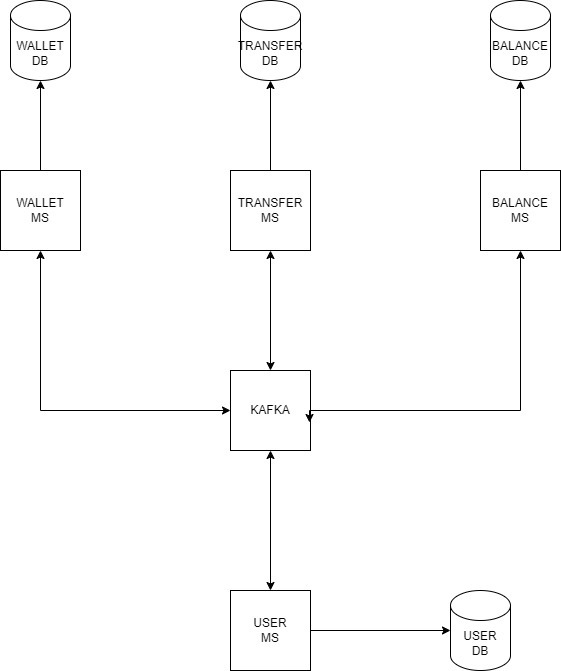 WALLET
DB
TRANSFER
DB
BALANCE
DB
WALLET
MS
TRANSFER
MS
BALANCE
MS
KAFKA
USER
MS
USER
DB